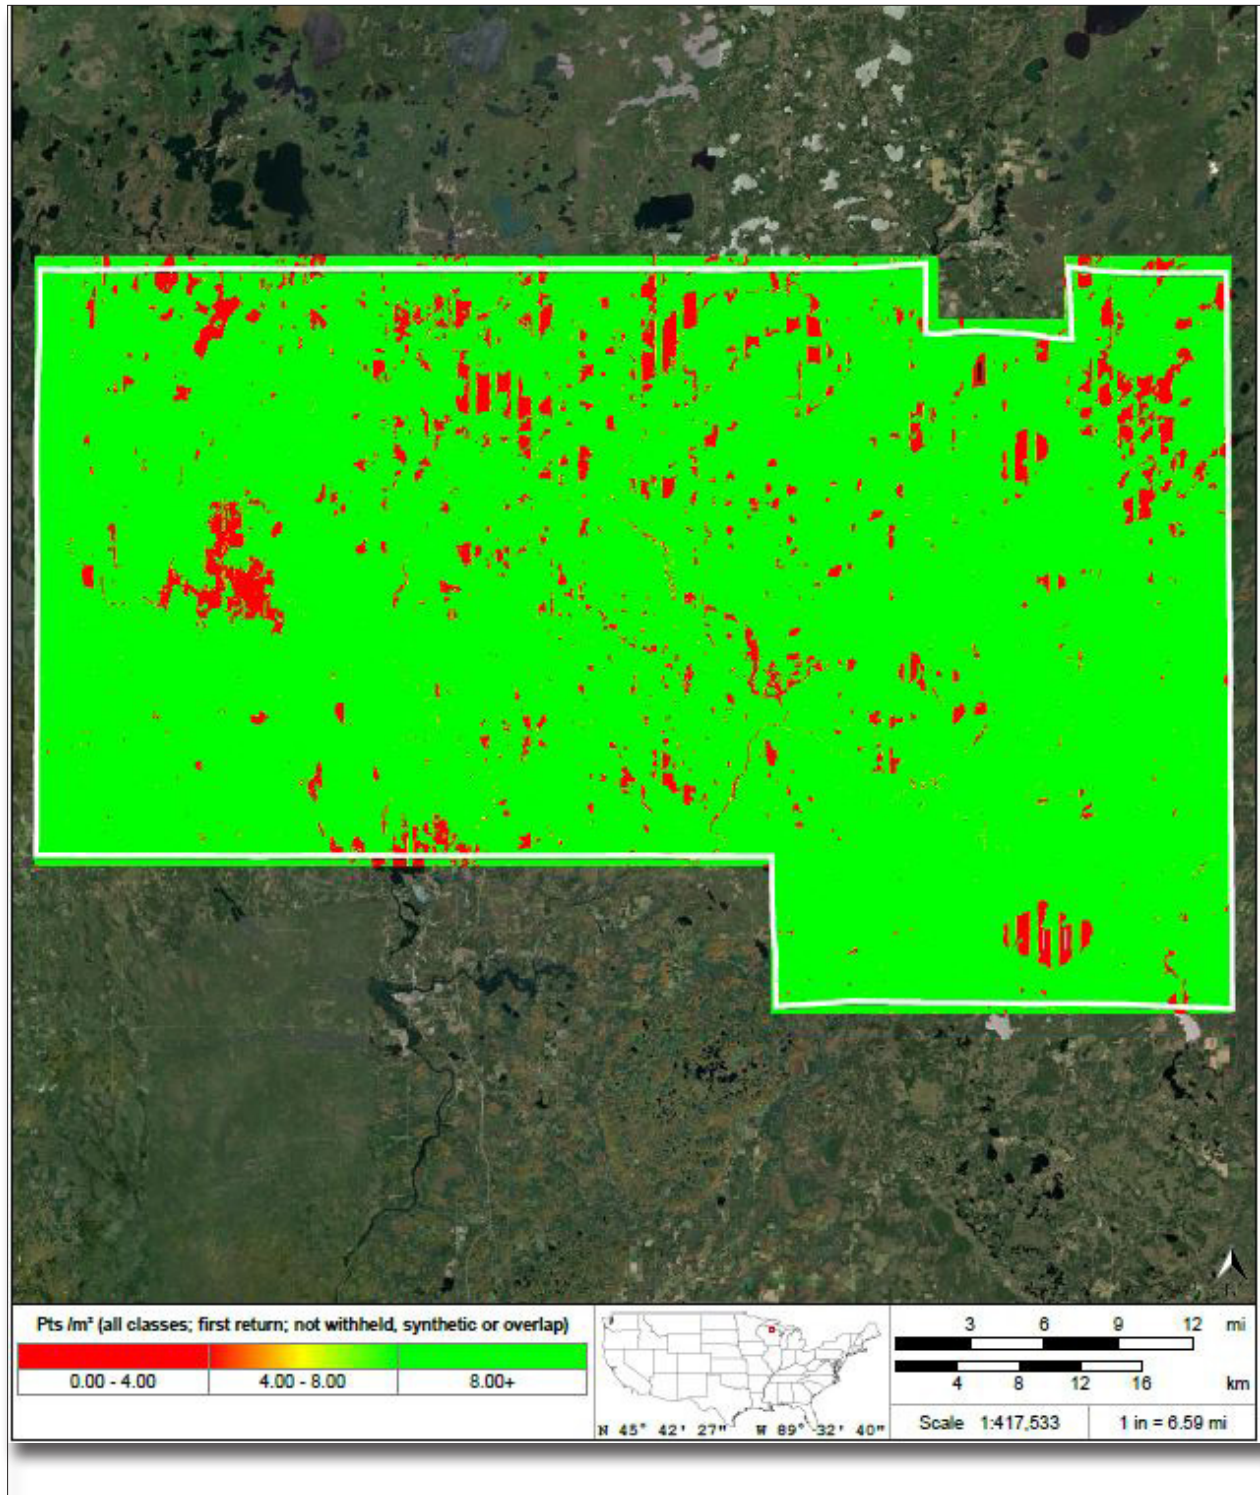 Pts /m² (all classes; first return; not withheld, synthetic or overlap)
0.00 - 4.00 4.00 - 8.00 8.00+
N 45° 42' 27" W 89° 32' 40"
3 6 9 12 mi
4 8 12 16 km
Scale 1:417,533 1 in = 6.59 mi